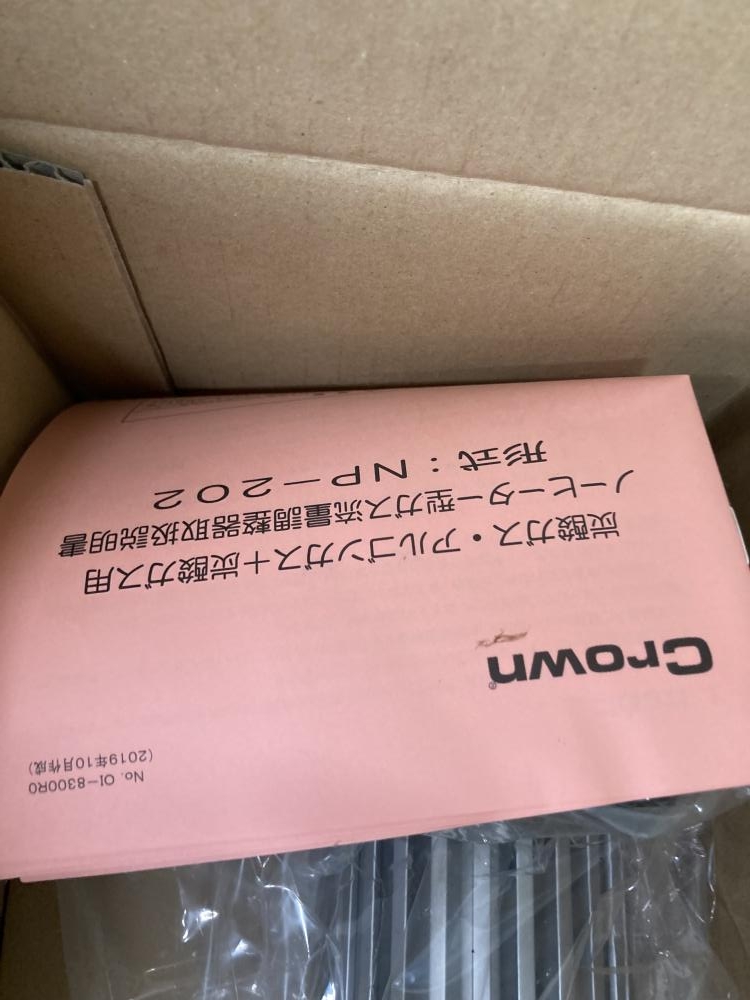 No. OI-8300R0
(2019年10月作成)
Crown®
炭酸ガス・アルゴンガス+炭酸ガス用
ノーヒーター型ガス流量調整器取扱説明書
形式:NP-202